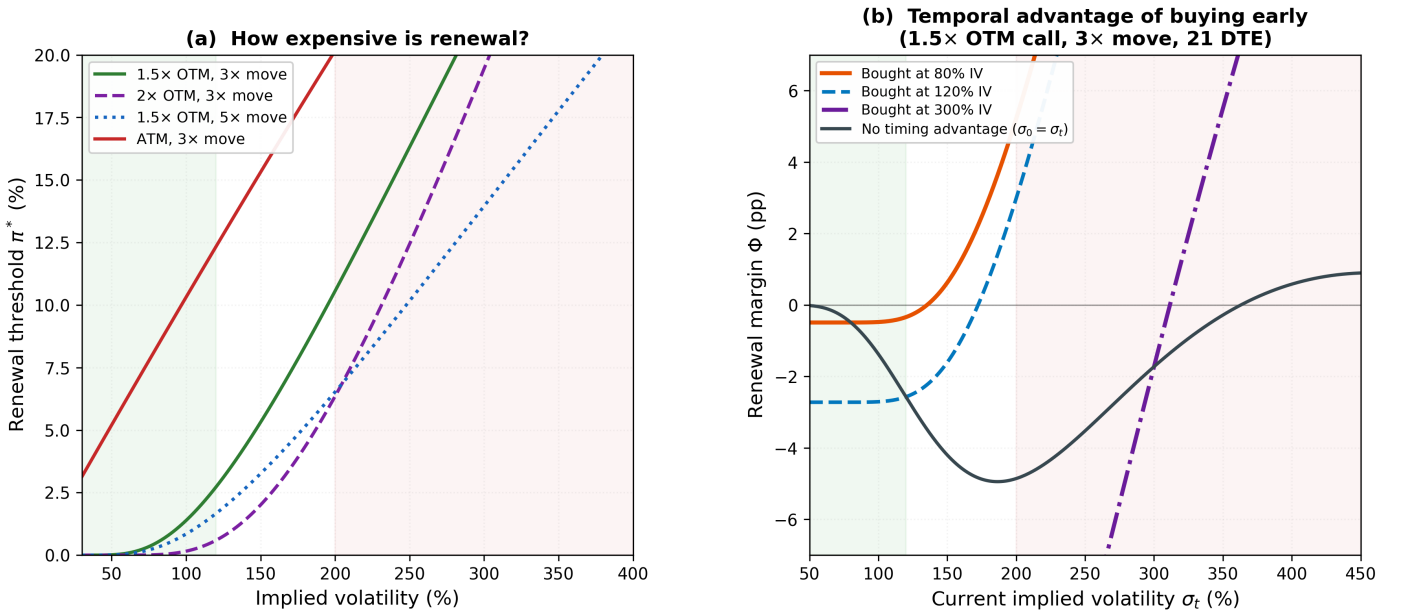 (a)  How expensive is renewal?
Renewal threshold π* (%)
20.0
17.5
15.0
12.5
10.0
7.5
5.0
2.5
0.0
1.5× OTM, 3× move
2× OTM, 3× move
1.5× OTM, 5× move
ATM, 3× move
50 100 150 200 250 300 350 400
Implied volatility (%)
(b)  Temporal advantage of buying early
(1.5× OTM call, 3× move, 21 DTE)
Renewal margin Φ (pp)
6
4
2
0
−2
−4
−6
Bought at 80% IV
Bought at 120% IV
Bought at 300% IV
No timing advantage (σ₀ = σₜ)
50 100 150 200 250 300 350 400 450
Current implied volatility σₜ (%)